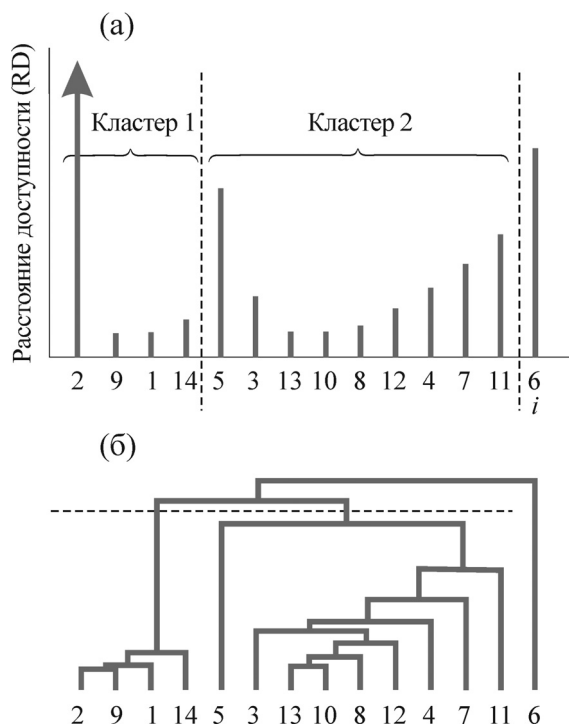 (а)
Расстояние доступности (RD)
Кластер 1
Кластер 2
2 9 1 14 5 3 13 10 8 12 4 7 11 6
i
(б)
2 9 1 14 5 3 13 10 8 12 4 7 11 6